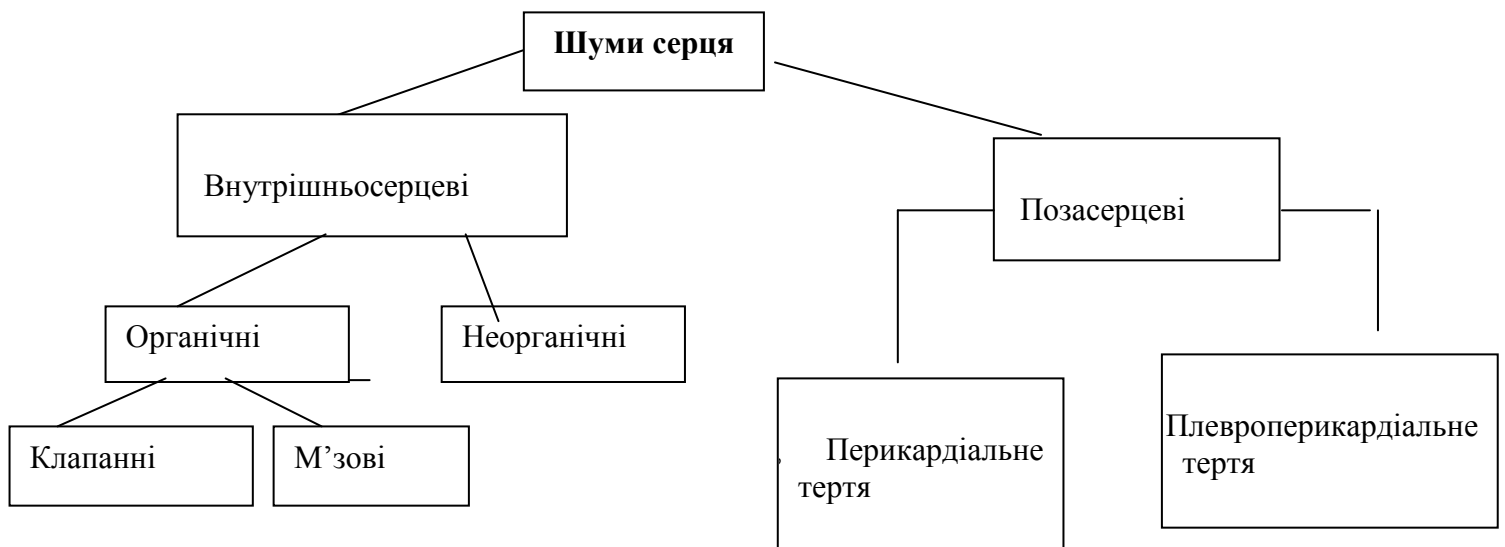 Шуми серця
Внутрішньосерцеві
Позасерцеві
Органічні
Неорганічні
Клапанні
М’зові
Перикардіальне
тертя
Плевроперикардіальне
тертя